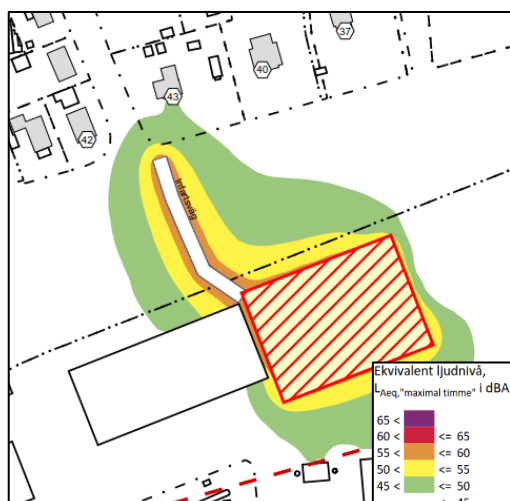 37
40
43
42
Infartsväg
Ekvivalent ljudnivå,
LAeq,"maximal timme" i dBA
65 <
60 < <= 65
55 < <= 60
50 < <= 55
45 < <= 50
<= 45